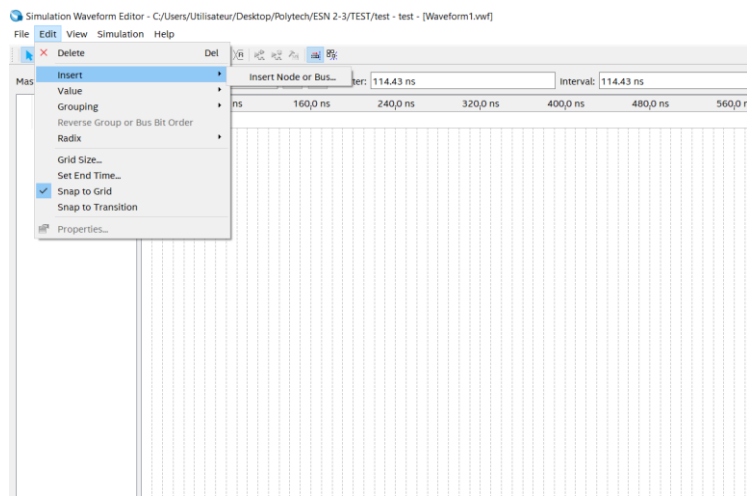 Simulation Waveform Editor - C:/Users/Utilisateur/Desktop/Polytech/ESN 2-3/TEST/test - test - [Waveform1.vwf]
File Edit View Simulation Help
Delete Del
Insert Insert Node or Bus...
Mas ter: 114.43 ns Interval: 114.43 ns
Value
ns 160,0 ns 240,0 ns 320,0 ns 400,0 ns 480,0 ns 560,0 n
Grouping
Reverse Group or Bus Bit Order
Radix
Grid Size...
Set End Time...
Snap to Grid
Snap to Transition
Properties...